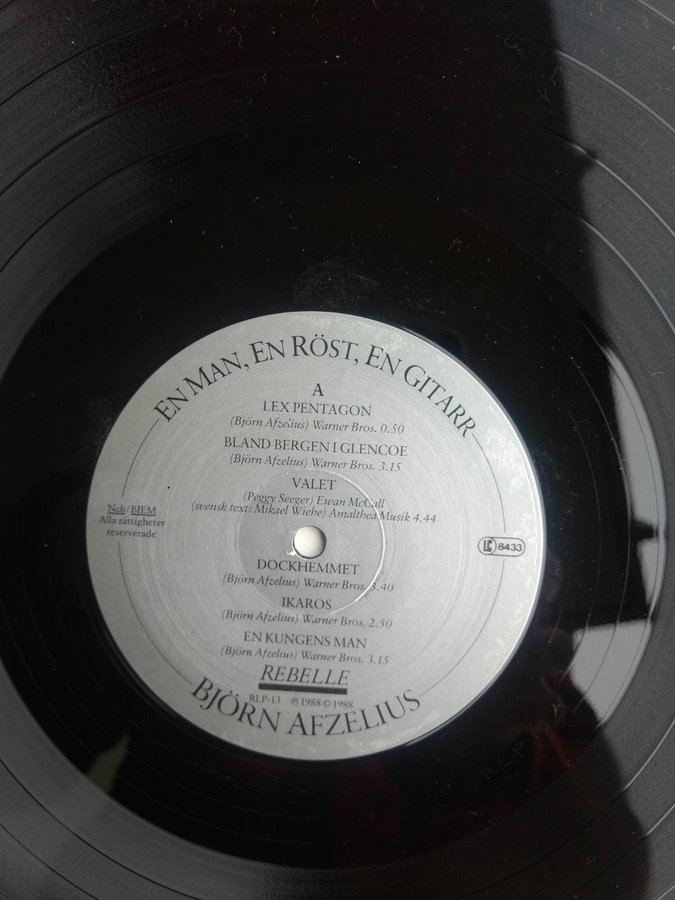 EN MAN, EN RÖST, EN GITARR
A
LEX PENTAGON
(Björn Afzelius) Warner Bros. 0.50
BLAND BERGEN I GLENCOE
(Björn Afzelius) Warner Bros. 3.15
VALET
(Peggy Seeger) Ewan McCall
(svensk text: Mikael Wiehe) Amalthea Musik 4.44
Ncb/BIEM
Alla rättigheter
reserverade
LC 8433
DOCKHEMMET
(Björn Afzelius) Warner Bros. 3.40
IKAROS
(Björn Afzelius) Warner Bros. 2.50
EN KUNGENS MAN
(Björn Afzelius) Warner Bros. 3.15
REBELLE
RLP-13 ℗ 1988 © 1988
BJÖRN AFZELIUS